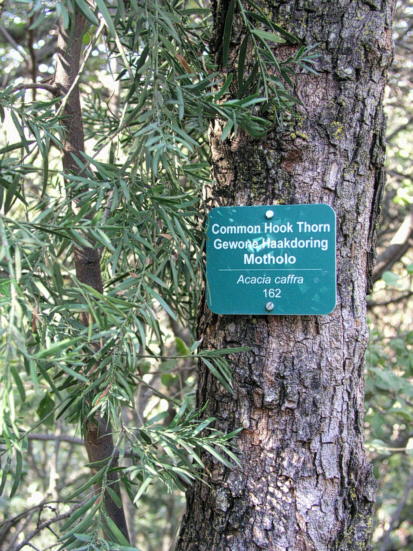 Common Hook Thorn
Gewone Haakdoring
Motholo
Acacia caffra
162